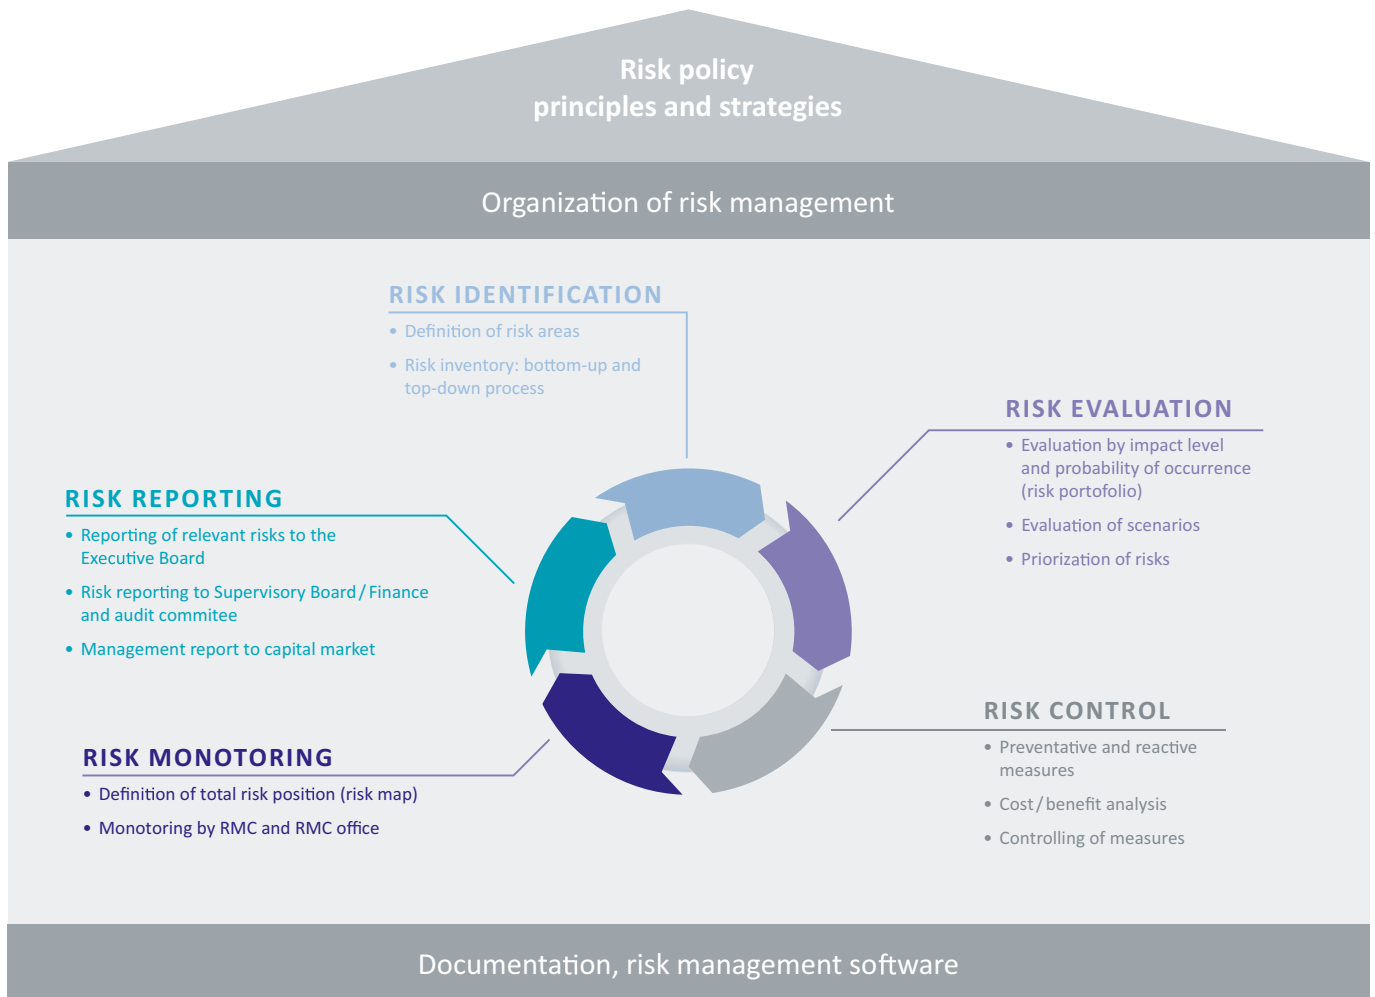 Risk policy
principles and strategies
Organization of risk management
RISK IDENTIFICATION
• Definition of risk areas
• Risk inventory: bottom-up and
top-down process
RISK EVALUATION
• Evaluation by impact level
and probability of occurrence
(risk portofolio)
• Evaluation of scenarios
• Priorization of risks
RISK CONTROL
• Preventative and reactive
measures
• Cost / benefit analysis
• Controlling of measures
RISK MONOTORING
• Definition of total risk position (risk map)
• Monotoring by RMC and RMC office
RISK REPORTING
• Reporting of relevant risks to the
Executive Board
• Risk reporting to Supervisory Board / Finance
and audit commitee
• Management report to capital market
Documentation, risk management software